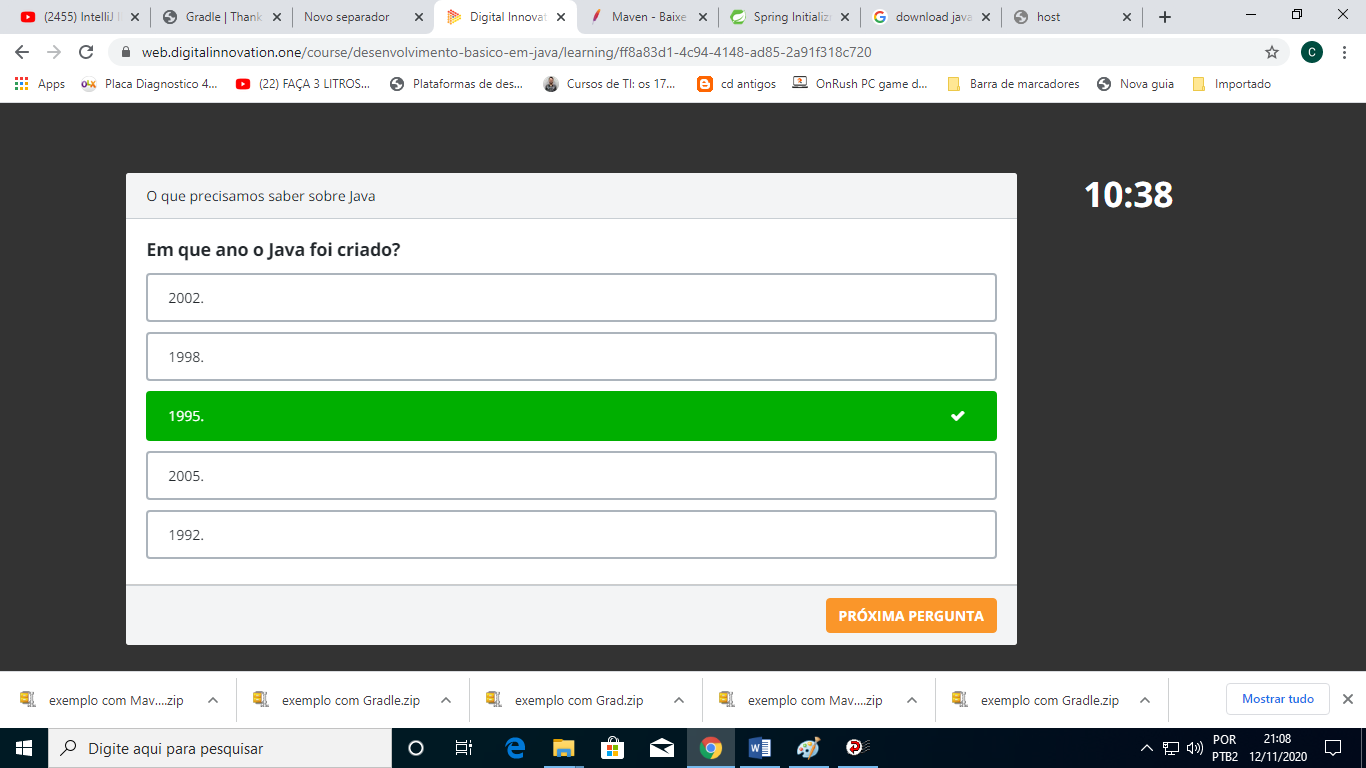 (2455) IntelliJ I
Gradle | Thank
Novo separador
Digital Innovat
Maven - Baixe
Spring Initializ
download java
host
web.digitalinnovation.one/course/desenvolvimento-basico-em-java/learning/ff8a83d1-4c94-4148-ad85-2a91f318c720
C
Apps
Placa Diagnostico 4...
(22) FAÇA 3 LITROS...
Plataformas de des...
Cursos de TI: os 17...
cd antigos
OnRush PC game d...
Barra de marcadores
Nova guia
Importado
O que precisamos saber sobre Java
10:38
Em que ano o Java foi criado?
2002.
1998.
1995.
2005.
1992.
PRÓXIMA PERGUNTA
exemplo com Mav....zip
exemplo com Gradle.zip
exemplo com Grad.zip
exemplo com Mav....zip
exemplo com Gradle.zip
Mostrar tudo
Digite aqui para pesquisar
POR
PTB2
21:08
12/11/2020